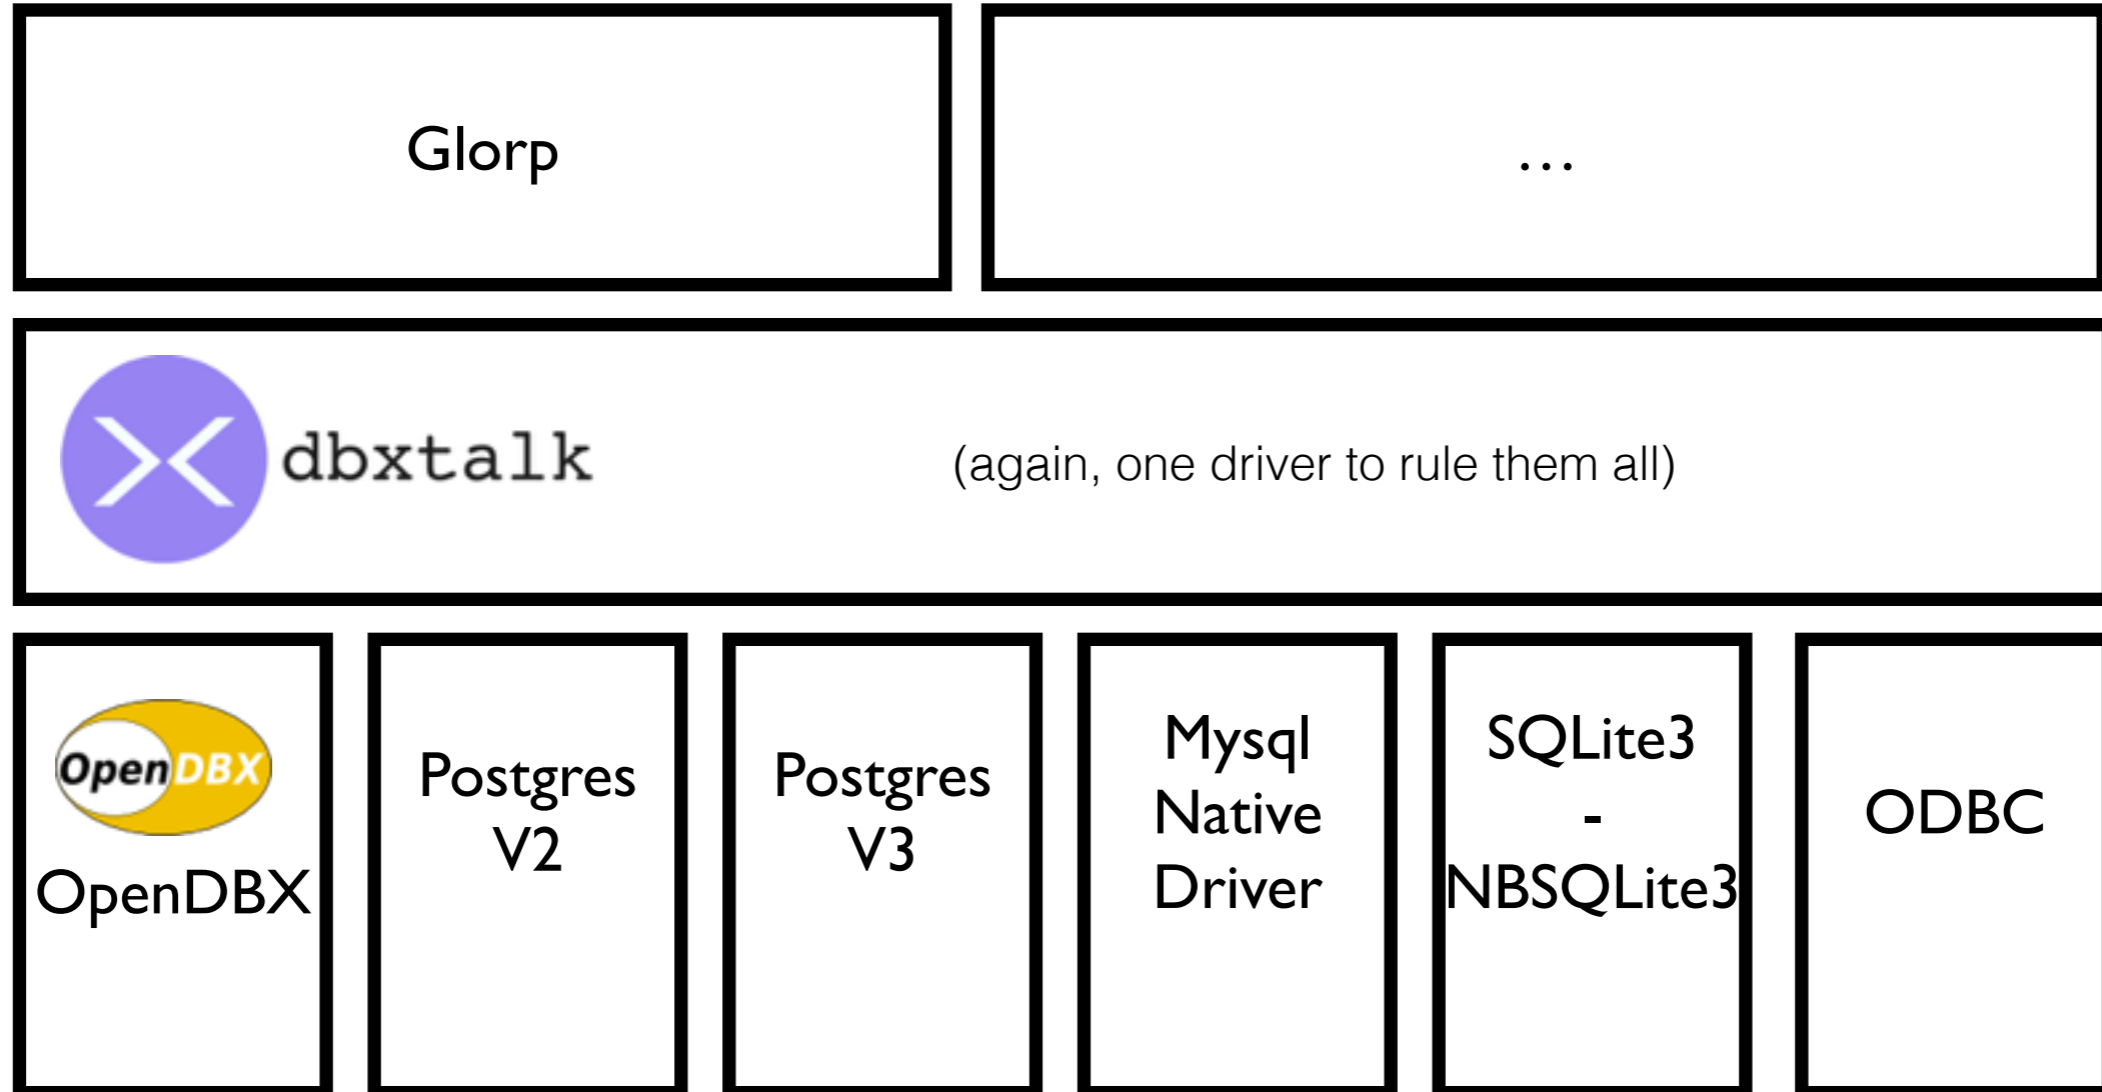 Glorp
...
dbxtalk
(again, one driver to rule them all)
OpenDBX
OpenDBX
Postgres
V2
Postgres
V3
Mysql
Native
Driver
SQLite3
-
NBSQLite3
ODBC